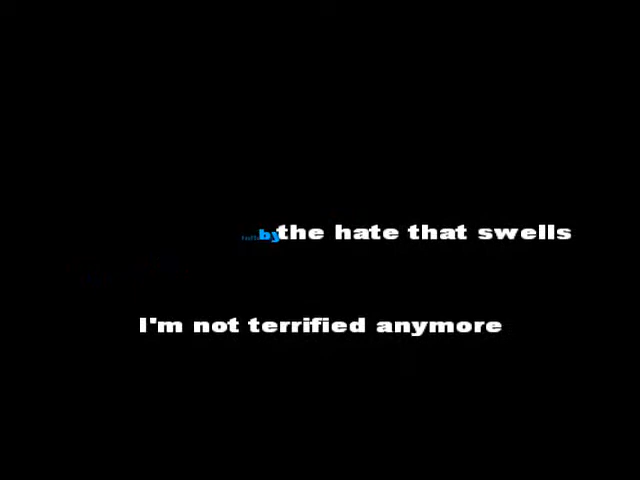 by the hate that swells
I'm not terrified anymore